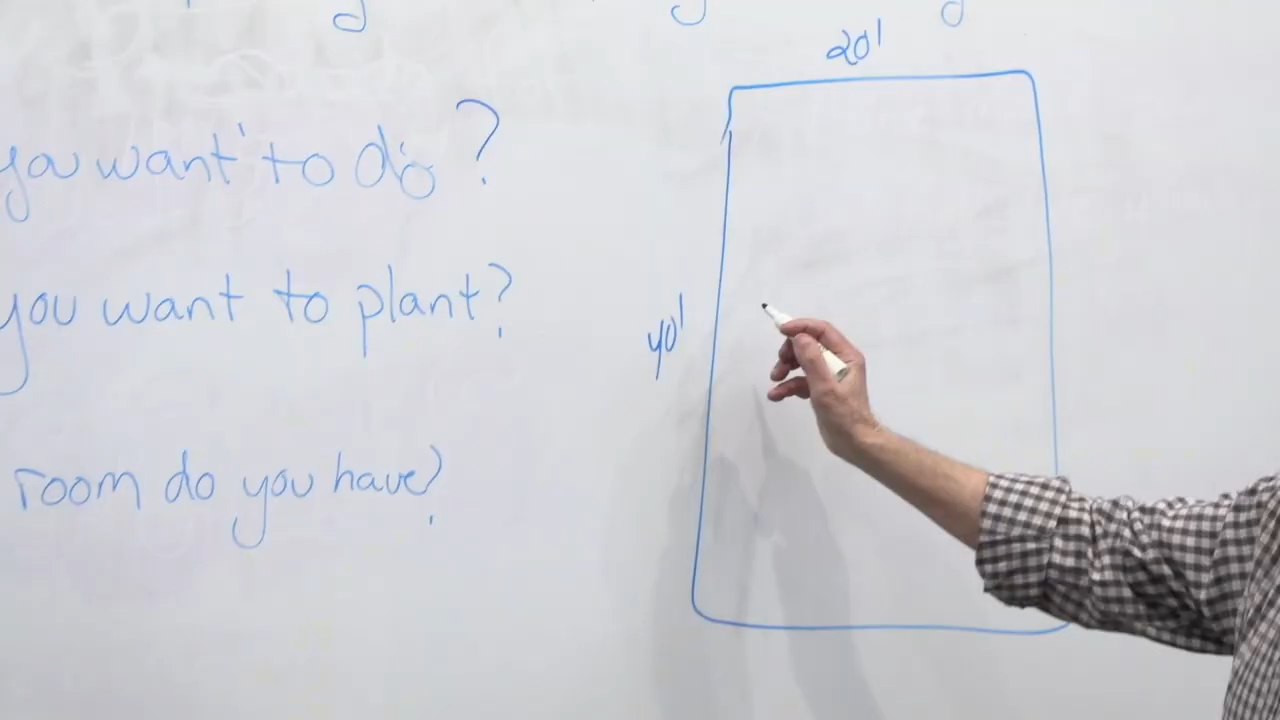 20'
you want to do?
you want to plant?
40'
room do you have?